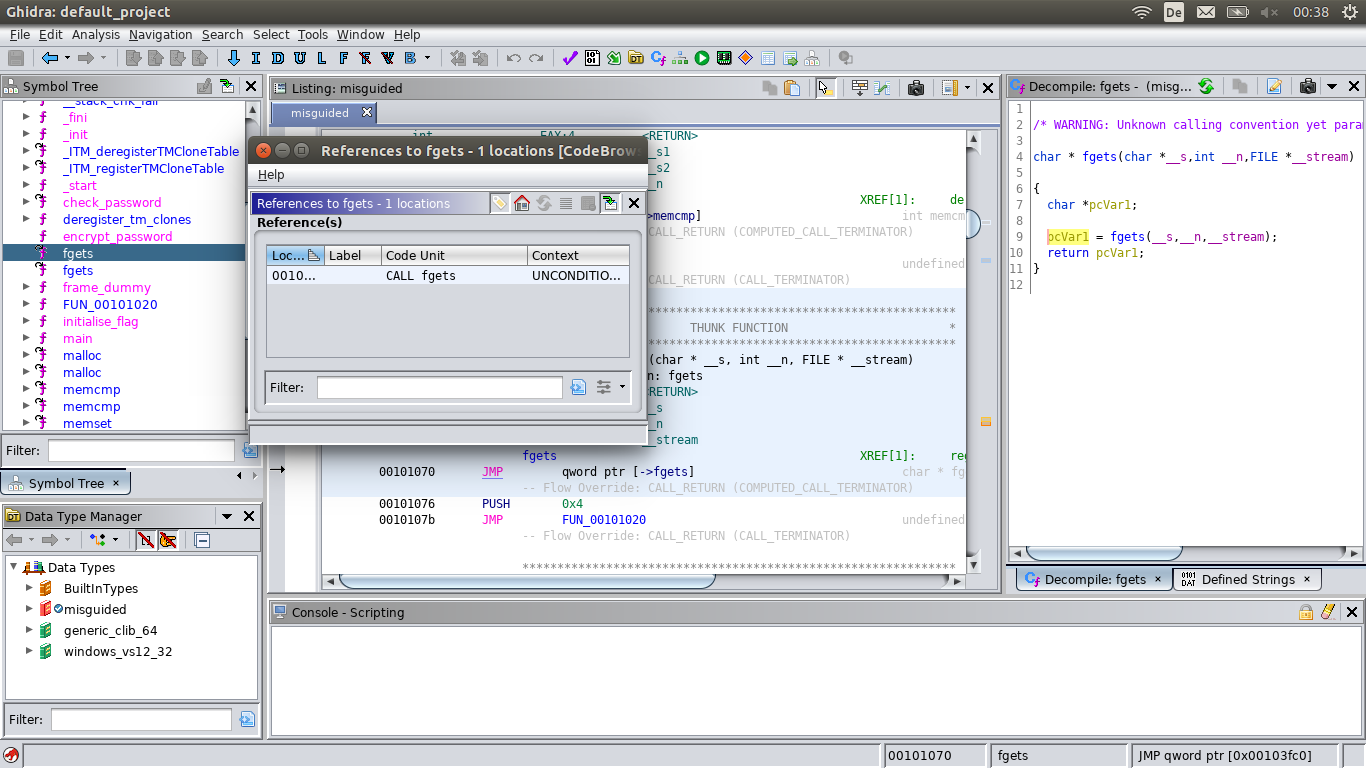 Ghidra: default_project
De
00:38
File Edit Analysis Navigation Search Select Tools Window Help
I D U L F R V B
Symbol Tree
__stack_chk_fail
_fini
_init
_ITM_deregisterTMCloneTable
_ITM_registerTMCloneTable
_start
check_password
deregister_tm_clones
encrypt_password
fgets
fgets
frame_dummy
FUN_00101020
initialise_flag
main
malloc
malloc
memcmp
memcmp
memset
Filter:
Symbol Tree ×
Data Type Manager
Data Types
BuiltInTypes
misguided
generic_clib_64
windows_vs12_32
Filter:
Listing: misguided
misguided
int EAX:4 <RETURN>
__s1
__s2
__n
XREF[1]: de
->memcmp] int memcm
CALL_RETURN (COMPUTED_CALL_TERMINATOR)
undefined
CALL_RETURN (CALL_TERMINATOR)
THUNK FUNCTION *
(char * __s, int __n, FILE * __stream)
n: fgets
<RETURN>
__s
__n
__stream
fgets XREF[1]: re
00101070 JMP qword ptr [->fgets] char * fg
-- Flow Override: CALL_RETURN (COMPUTED_CALL_TERMINATOR)
00101076 PUSH 0x4
0010107b JMP FUN_00101020 undefined
-- Flow Override: CALL_RETURN (CALL_TERMINATOR)
References to fgets - 1 locations [CodeBrow
Help
References to fgets - 1 locations
Reference(s)
Loc... Label Code Unit Context
0010... CALL fgets UNCONDITIO...
Filter:
Decompile: fgets - (misg...
1
2 /* WARNING: Unknown calling convention yet para
3
4 char * fgets(char *__s,int __n,FILE *__stream)
5
6 {
7 char *pcVar1;
8
9 pcVar1 = fgets(__s,__n,__stream);
10 return pcVar1;
11 }
12
Decompile: fgets × Defined Strings ×
Console - Scripting
00101070 fgets JMP qword ptr [0x00103fc0]